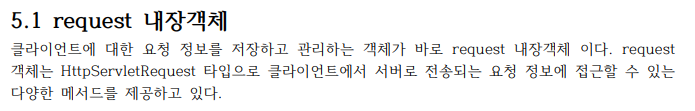 5.1 request 내장객체
클라이언트에 대한 요청 정보를 저장하고 관리하는 객체가 바로 request 내장객체 이다. request
객체는 HttpServletRequest 타입으로 클라이언트에서 서버로 전송되는 요청 정보에 접근할 수 있는
다양한 메서드를 제공하고 있다.